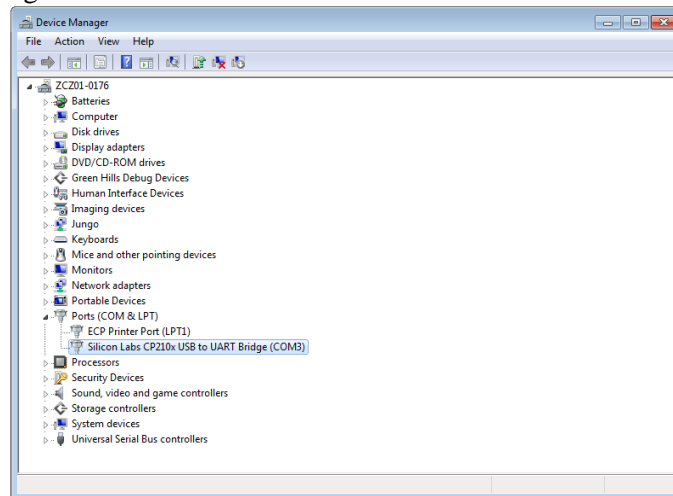 Device Manager
File Action View Help
ZCZ01-0176
Batteries
Computer
Disk drives
Display adapters
DVD/CD-ROM drives
Green Hills Debug Devices
Human Interface Devices
Imaging devices
Jungo
Keyboards
Mice and other pointing devices
Monitors
Network adapters
Portable Devices
Ports (COM & LPT)
ECP Printer Port (LPT1)
Silicon Labs CP210x USB to UART Bridge (COM3)
Processors
Security Devices
Sound, video and game controllers
Storage controllers
System devices
Universal Serial Bus controllers